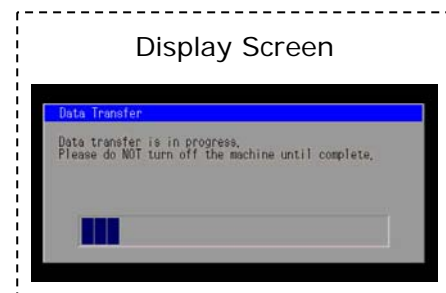 Display Screen
Data Transfer
Data transfer is in progress.
Please do NOT turn off the machine until complete.